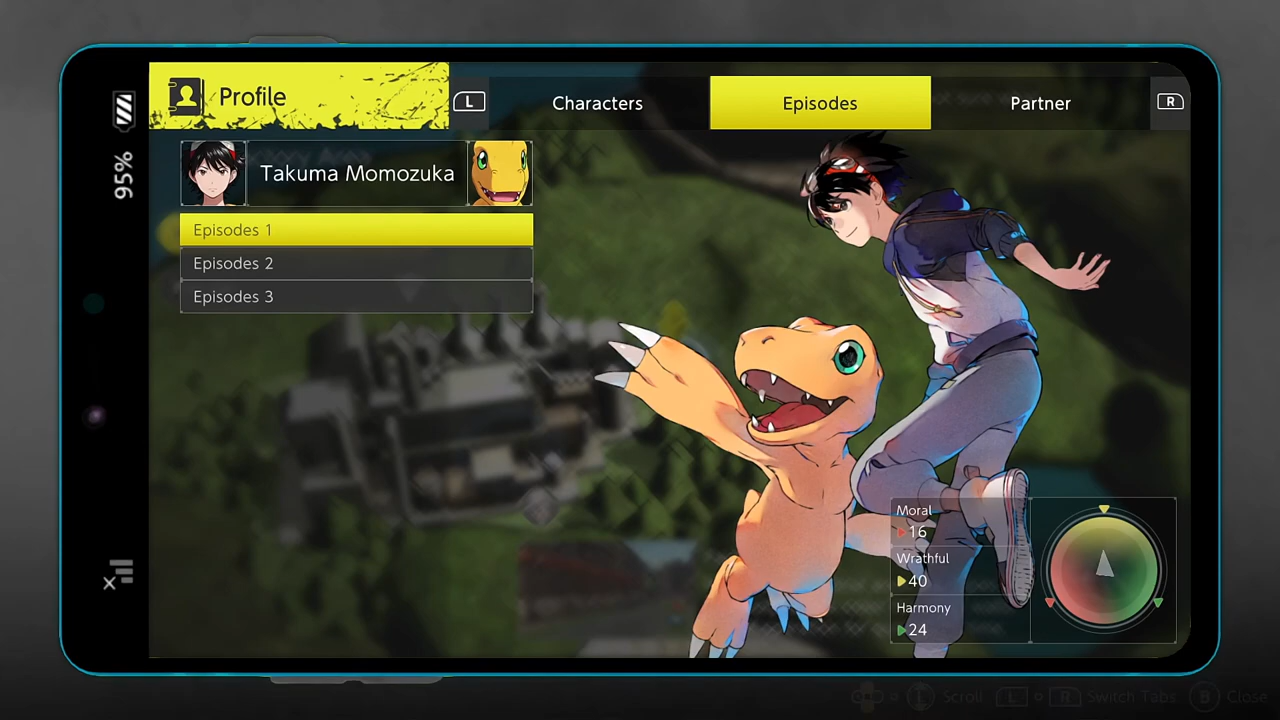 Profile
L
Characters
Episodes
Partner
R
95%
Takuma Momozuka
Episodes 1
Episodes 2
Episodes 3
Moral
16
Wrathful
40
Harmony
24
Scroll
L
R
Switch Tabs
B
Close